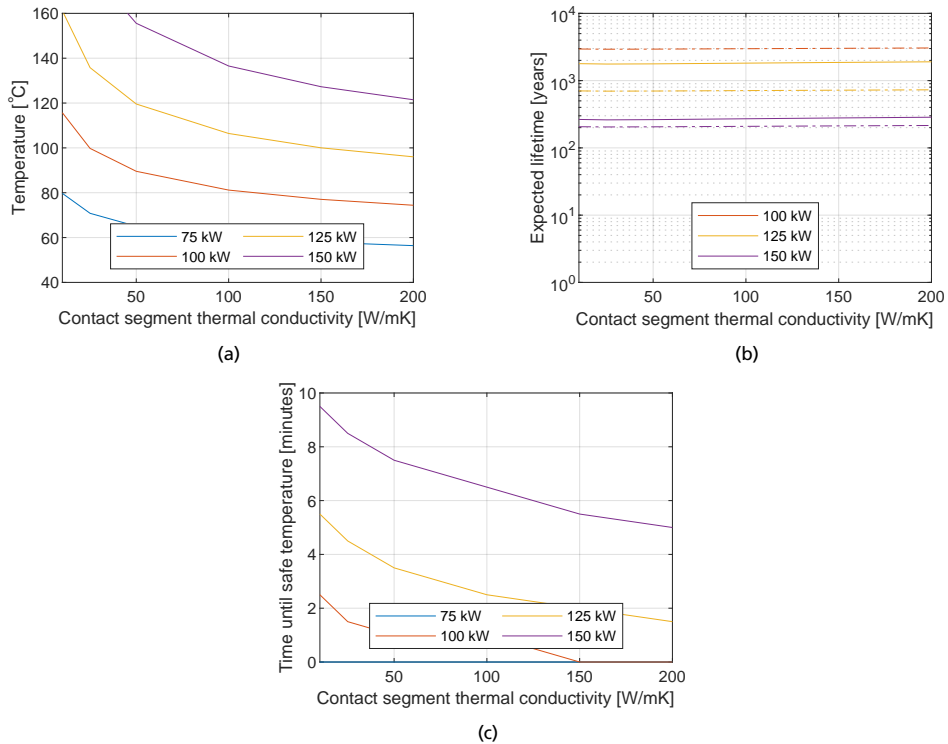 160
140
120
100
80
60
40
Temperature [°C]
75 kW
125 kW
100 kW
150 kW
50
100
150
200
Contact segment thermal conductivity [W/mK]
(a)
10⁴
10³
10²
10¹
10⁰
Expected lifetime [years]
100 kW
125 kW
150 kW
50
100
150
200
Contact segment thermal conductivity [W/mK]
(b)
10
8
6
4
2
0
Time until safe temperature [minutes]
75 kW
125 kW
100 kW
150 kW
50
100
150
200
Contact segment thermal conductivity [W/mK]
(c)